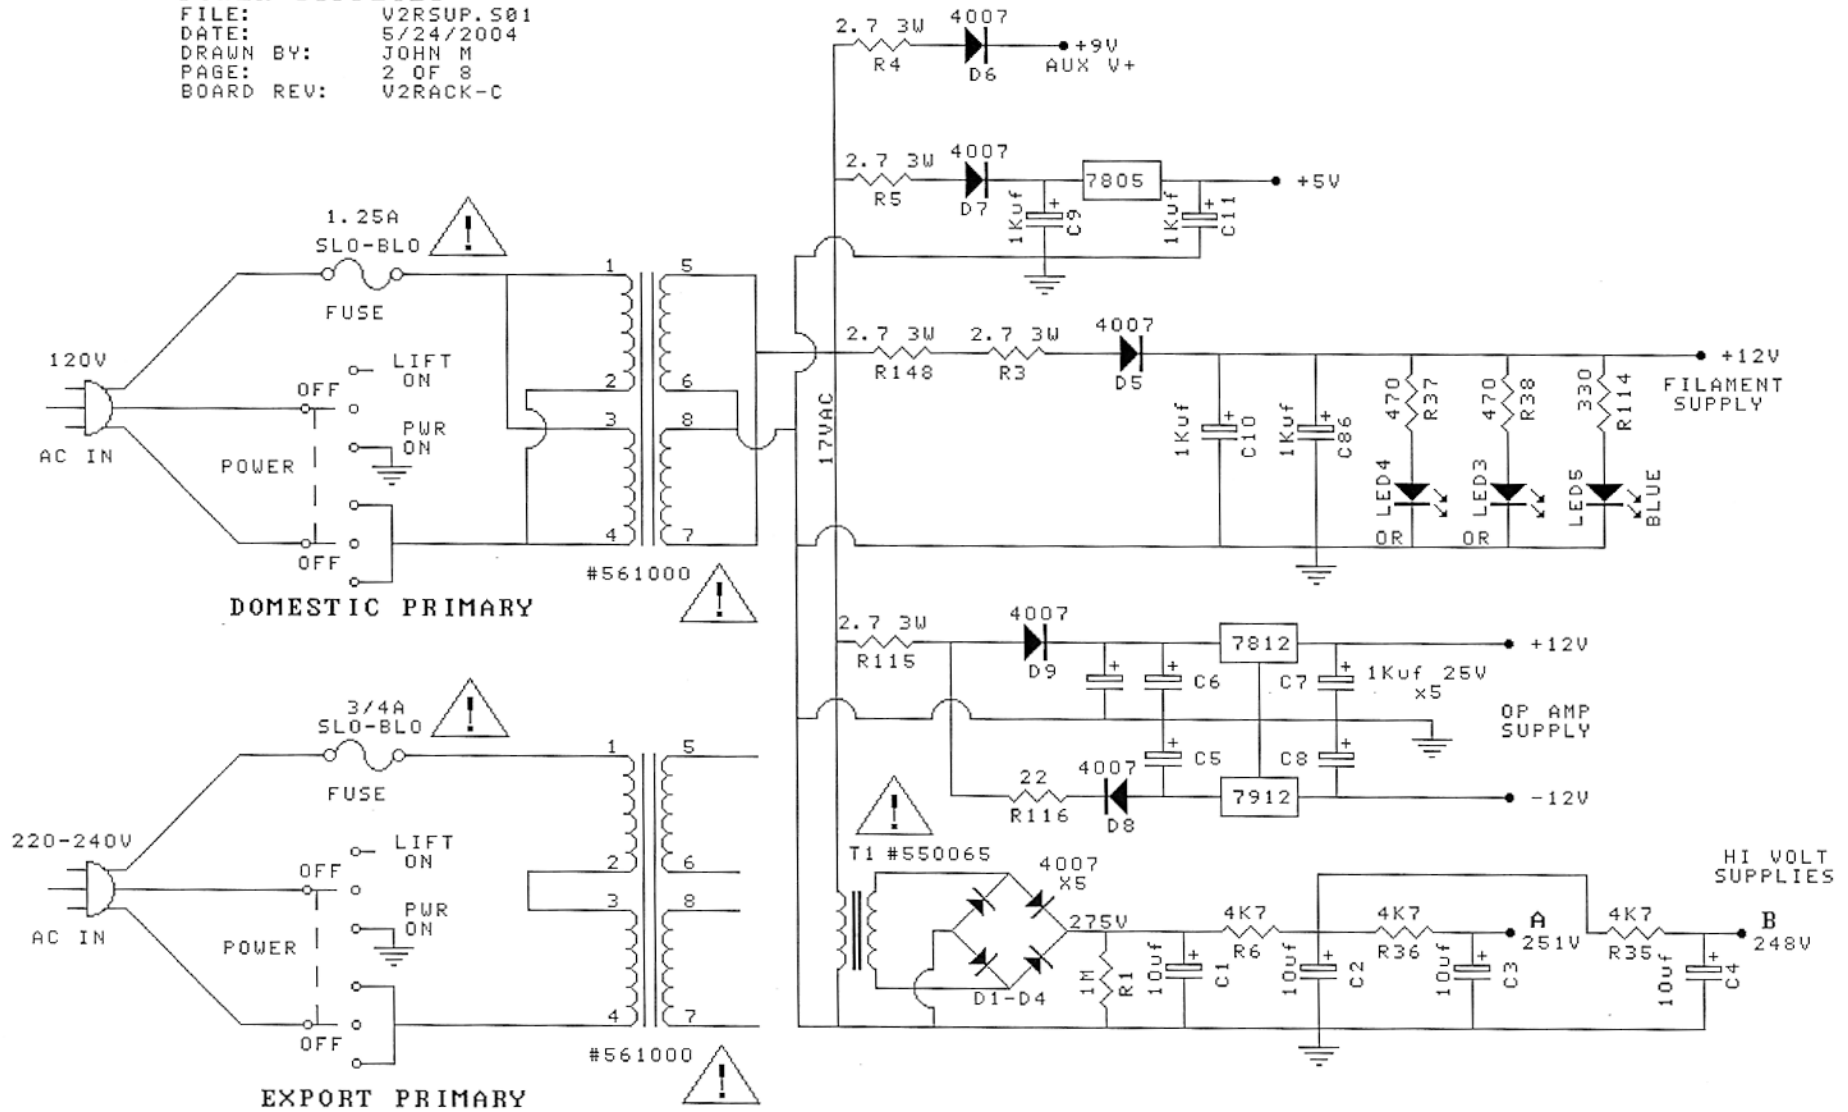 FILE: V2RSUP.S01
DATE: 5/24/2004
DRAWN BY: JOHN M
PAGE: 2 OF 8
BOARD REV: V2RACK-C
2.7 3W
R4
4007
D6
+9V
AUX V+
2.7 3W
R5
4007
D7
1Kuf
+
C9
7805
1Kuf
+
C11
+5V
1.25A
SLO-BLO
!
FUSE
120V
AC IN
OFF
LIFT
ON
PWR
ON
POWER
OFF
1
2
3
4
5
6
8
7
#561000
!
DOMESTIC PRIMARY
17VAC
2.7 3W
R148
2.7 3W
R3
4007
D5
1Kuf
+
C10
1Kuf
+
C86
470
R37
470
R38
330
R114
LED4
OR
LED3
OR
LED5
BLUE
+12V
FILAMENT
SUPPLY
2.7 3W
R115
4007
D9
+
+
C6
7812
C7
+
1Kuf 25V
x5
+12V
OP AMP
SUPPLY
22
R116
4007
D8
+
C5
7912
C8
+
-12V
3/4A
SLO-BLO
!
FUSE
220-240V
AC IN
OFF
LIFT
ON
PWR
ON
POWER
OFF
1
2
3
4
5
6
8
7
#561000
!
EXPORT PRIMARY
!
T1 #550065
4007
X5
D1-D4
275V
1M
R1
10uf
+
C1
4K7
R6
10uf
+
C2
4K7
R36
10uf
+
C3
A
251V
4K7
R35
10uf
+
C4
B
248V
HI VOLT
SUPPLIES